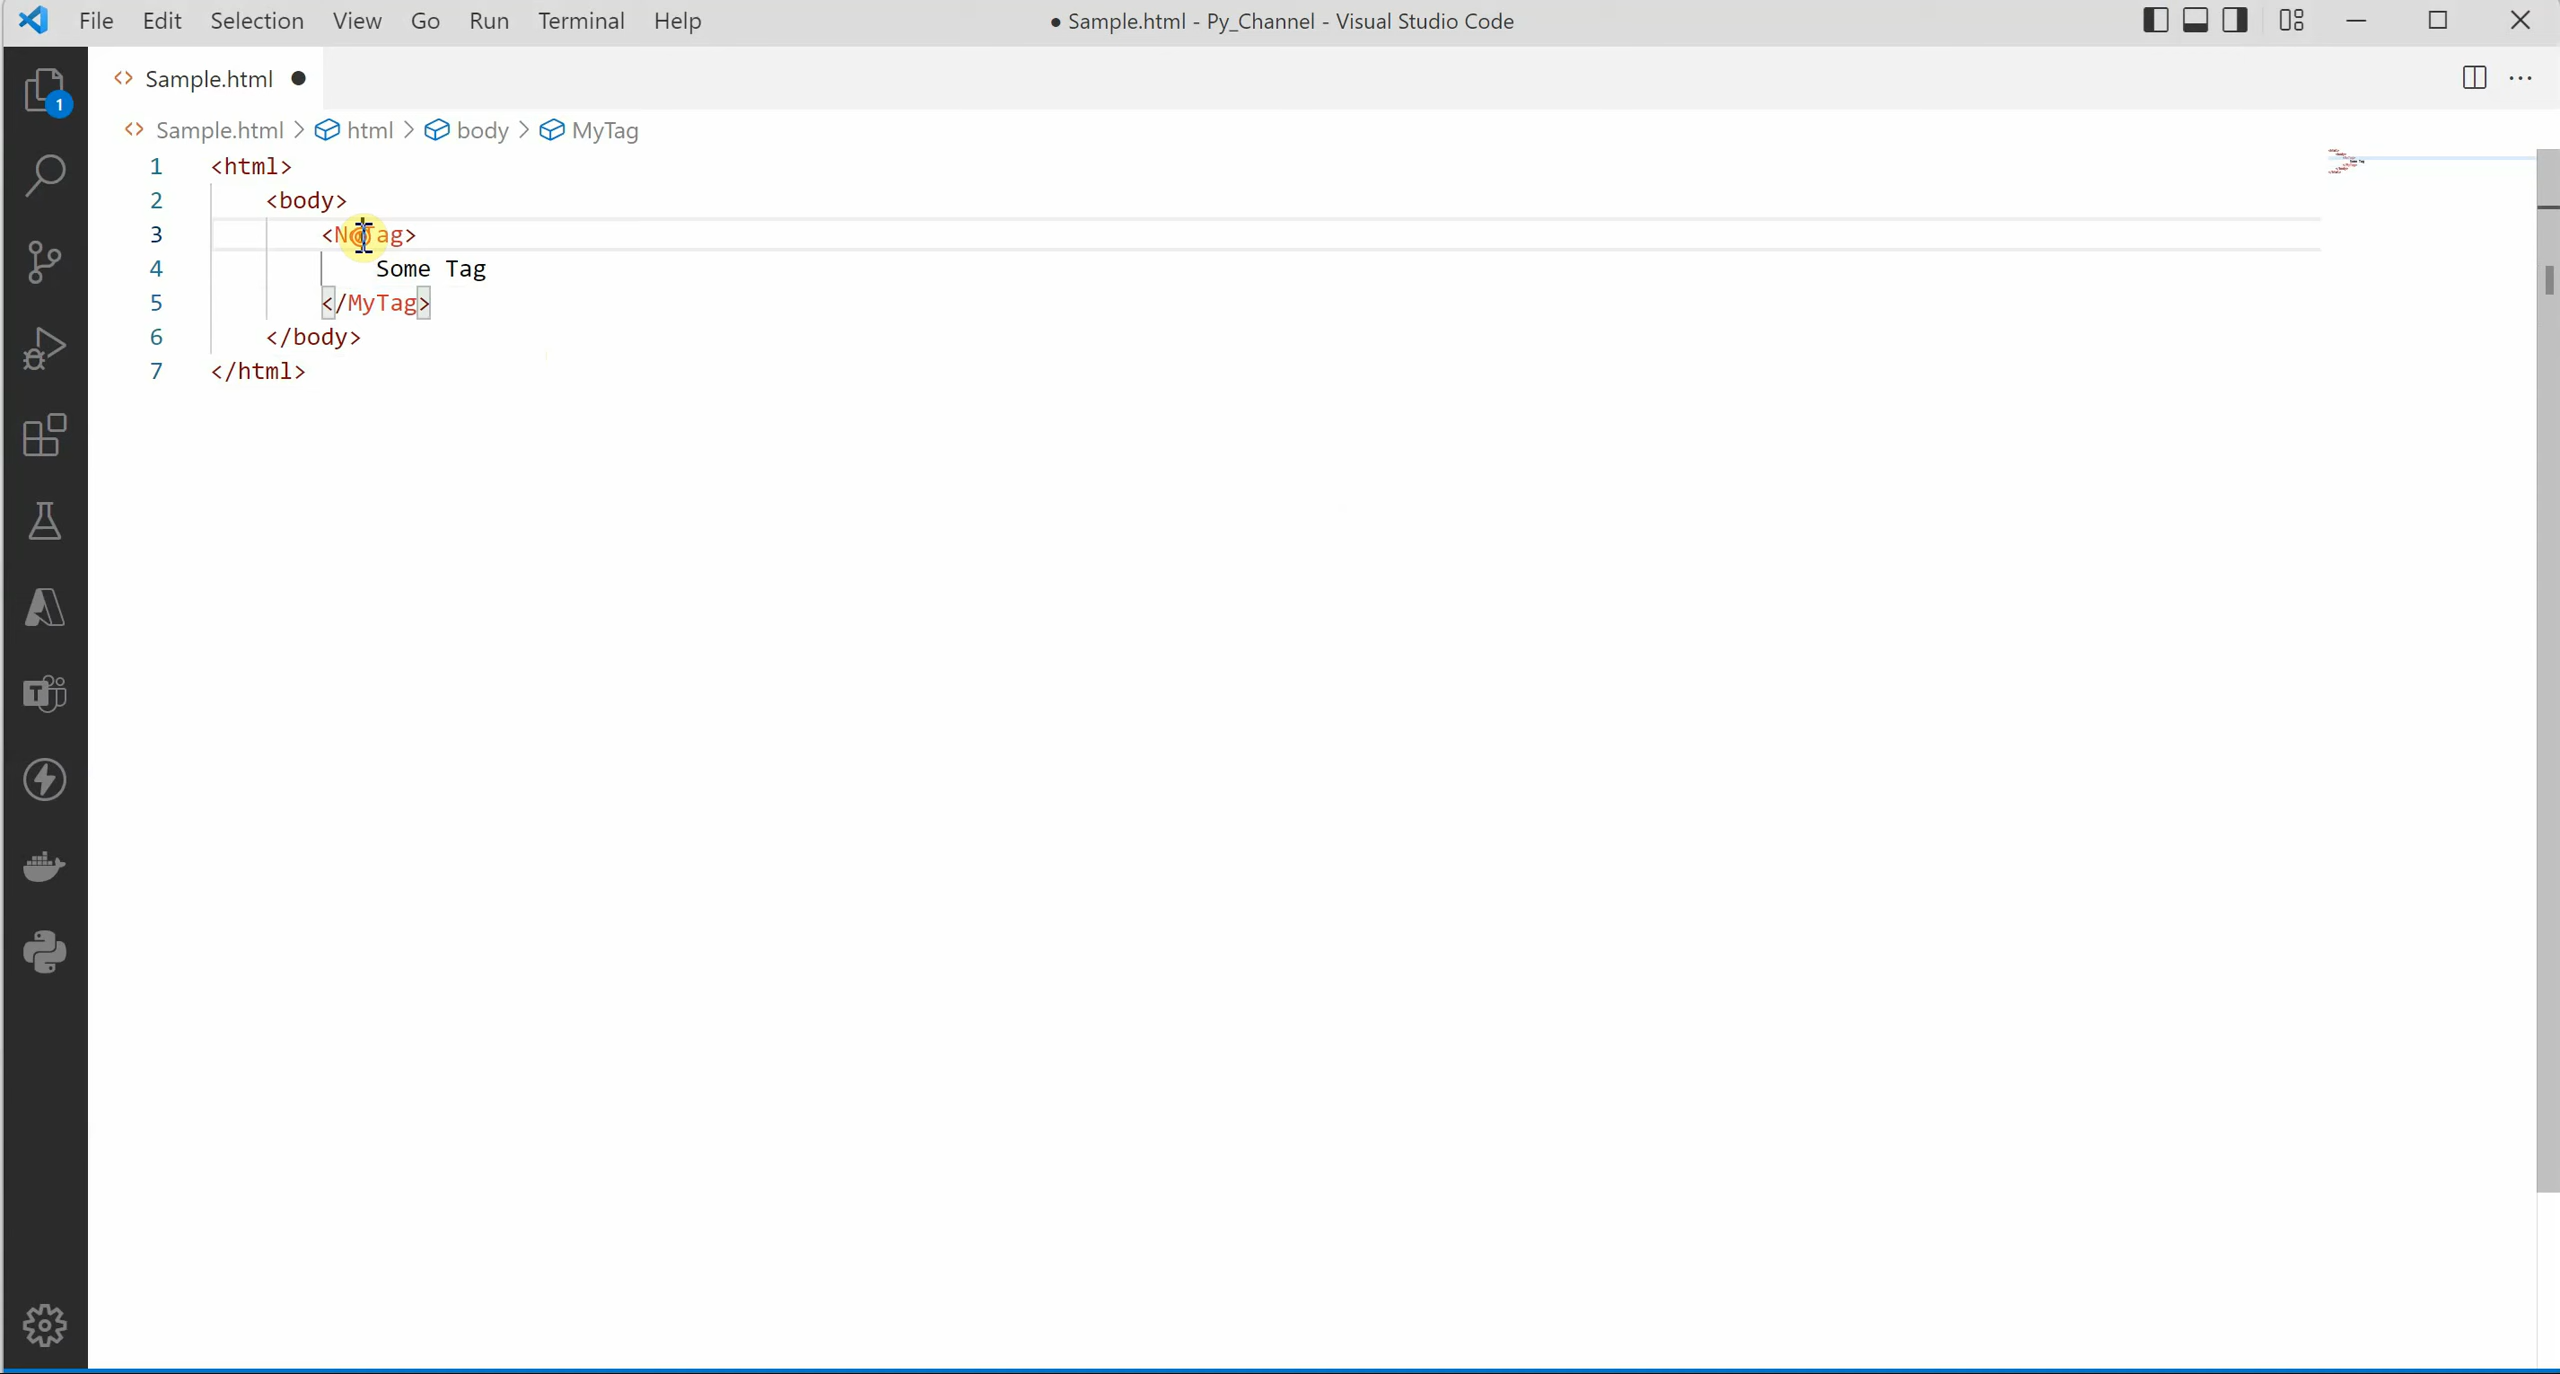 File Edit Selection View Go Run Terminal Help
● Sample.html - Py_Channel - Visual Studio Code
<> Sample.html ●
1
<> Sample.html > html > body > MyTag
1 <html>
2 <body>
3
4 Some Tag
5 </MyTag>
6 </body>
7 </html>